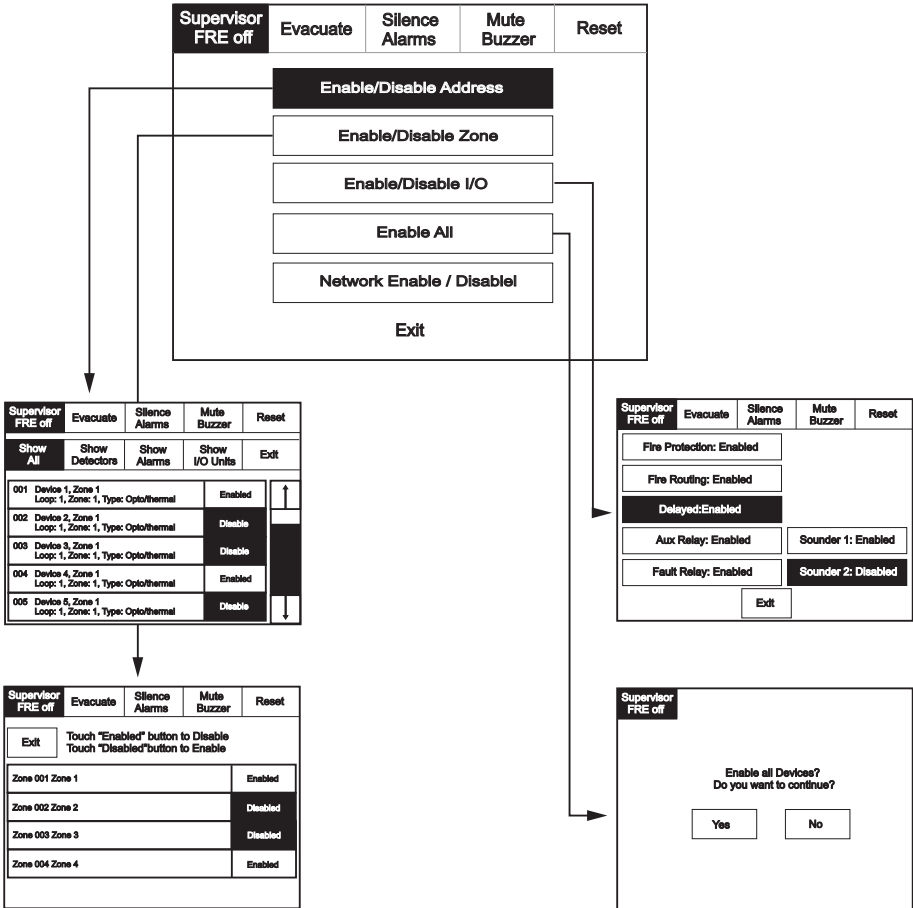 Supervisor FRE off
Evacuate
Silence Alarms
Mute Buzzer
Reset
Enable/Disable Address
Enable/Disable Zone
Enable/Disable I/O
Enable All
Network Enable / Disablel
Exit
Supervisor FRE off
Evacuate
Silence Alarms
Mute Buzzer
Reset
Show All
Show Detectors
Show Alarms
Show I/O Units
Exit
001 Device 1, Zone 1
Loop: 1, Zone: 1, Type: Opto/thermal
Enabled
002 Device 2, Zone 1
Loop: 1, Zone: 1, Type: Opto/thermal
Disable
003 Device 3, Zone 1
Loop: 1, Zone: 1, Type: Opto/thermal
Disable
004 Device 4, Zone 1
Loop: 1, Zone: 1, Type: Opto/thermal
Enabled
005 Device 5, Zone 1
Loop: 1, Zone: 1, Type: Opto/thermal
Disable
Supervisor FRE off
Evacuate
Silence Alarms
Mute Buzzer
Reset
Fire Protection: Enabled
Fire Routing: Enabled
Delayed:Enabled
Aux Relay: Enabled
Sounder 1: Enabled
Fault Relay: Enabled
Sounder 2: Disabled
Exit
Supervisor FRE off
Evacuate
Silence Alarms
Mute Buzzer
Reset
Exit
Touch "Enabled" button to Disable
Touch "Disabled"button to Enable
Zone 001 Zone 1
Enabled
Zone 002 Zone 2
Disabled
Zone 003 Zone 3
Disabled
Zone 004 Zone 4
Enabled
Supervisor FRE off
Enable all Devices?
Do you want to continue?
Yes
No